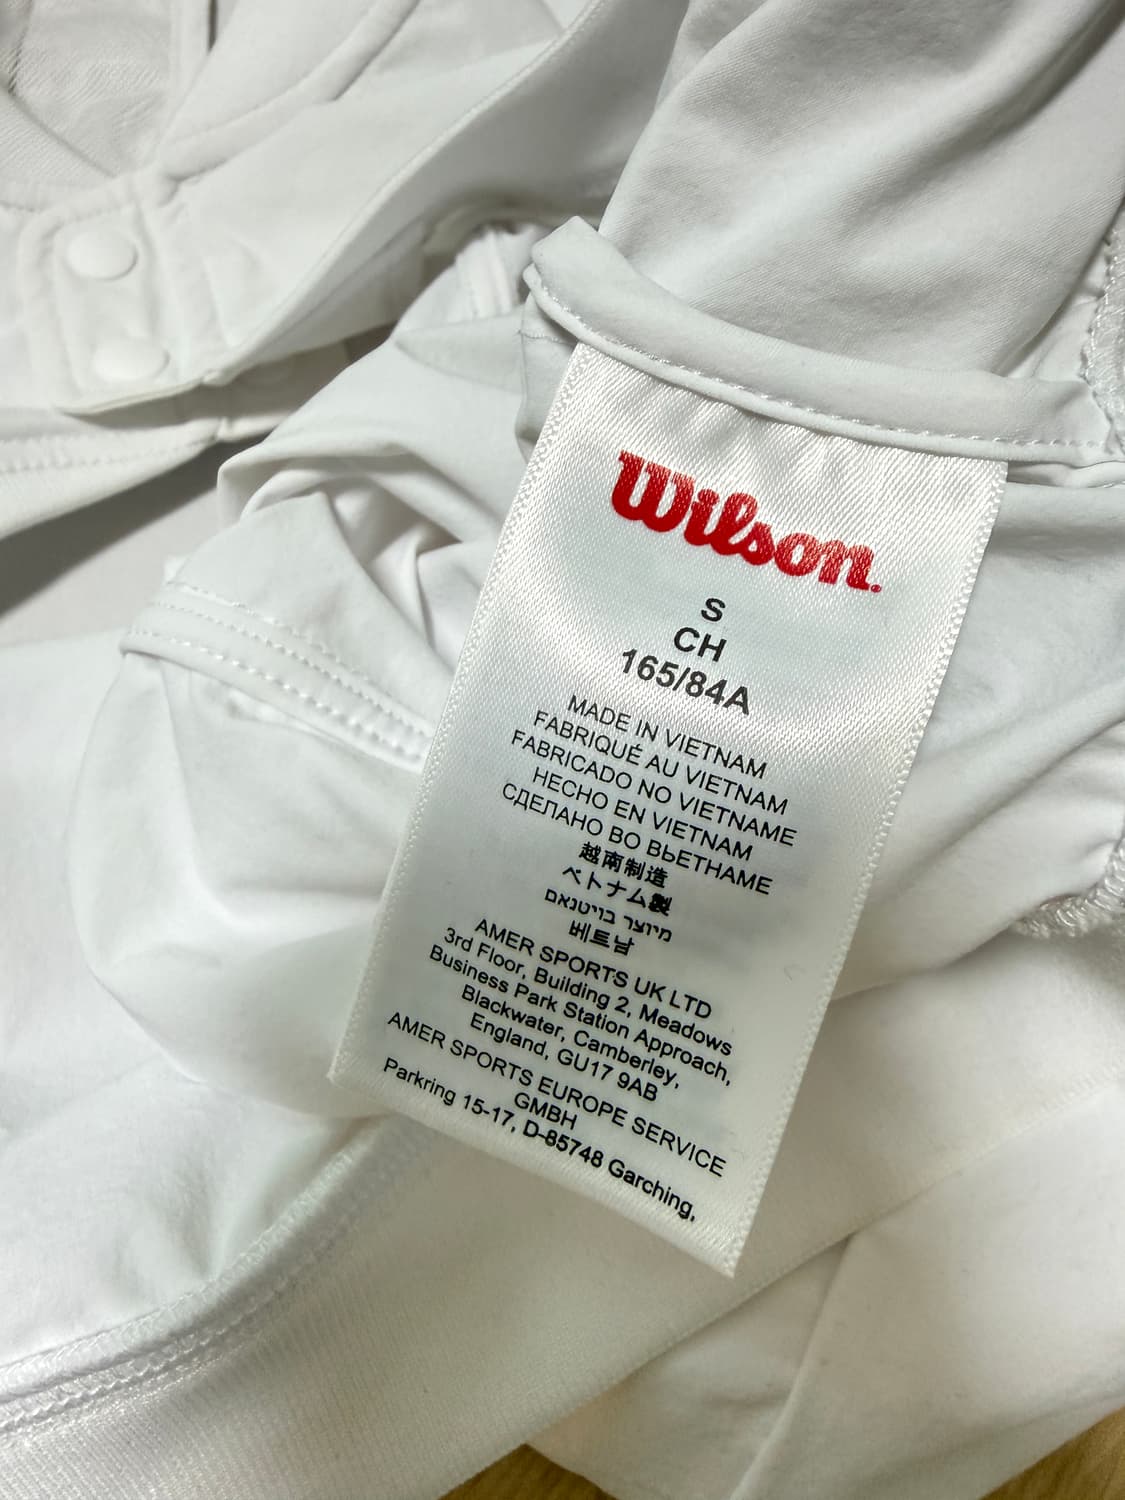 Wilson.
S
CH
165/84A
MADE IN VIETNAM
FABRIQUÉ AU VIETNAM
FABRICADO NO VIETNAME
HECHO EN VIETNAM
СДЕЛАНО ВО ВЬЕТНАМЕ
越南制造
ベトナム製
מיוצר בויטנאם
베트남
AMER SPORTS UK LTD
3rd Floor, Building 2, Meadows
Business Park Station Approach,
Blackwater, Camberley,
England, GU17 9AB
AMER SPORTS EUROPE SERVICE
GMBH
Parkring 15-17, D-85748 Garching,